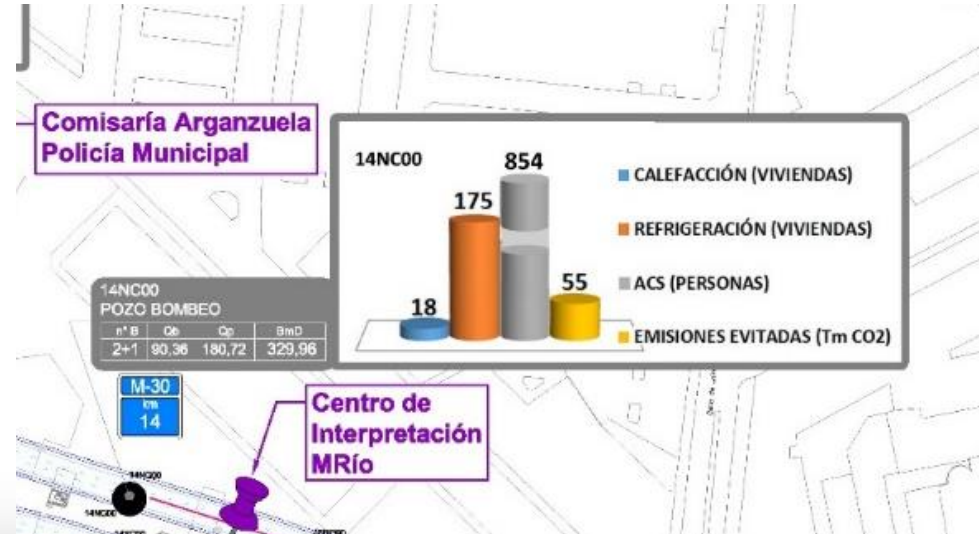 Comisaría Arganzuela
Policía Municipal
14NC00
854
175
18
55
CALEFACCIÓN (VIVIENDAS)
REFRIGERACIÓN (VIVIENDAS)
ACS (PERSONAS)
EMISIONES EVITADAS (Tm CO2)
14NC00
POZO BOMBEO
n° B Qb Qp BmD
2+1 90,36 180,72 329,96
M-30
km
14
Centro de
Interpretación
MRío
14NC00
14NC00